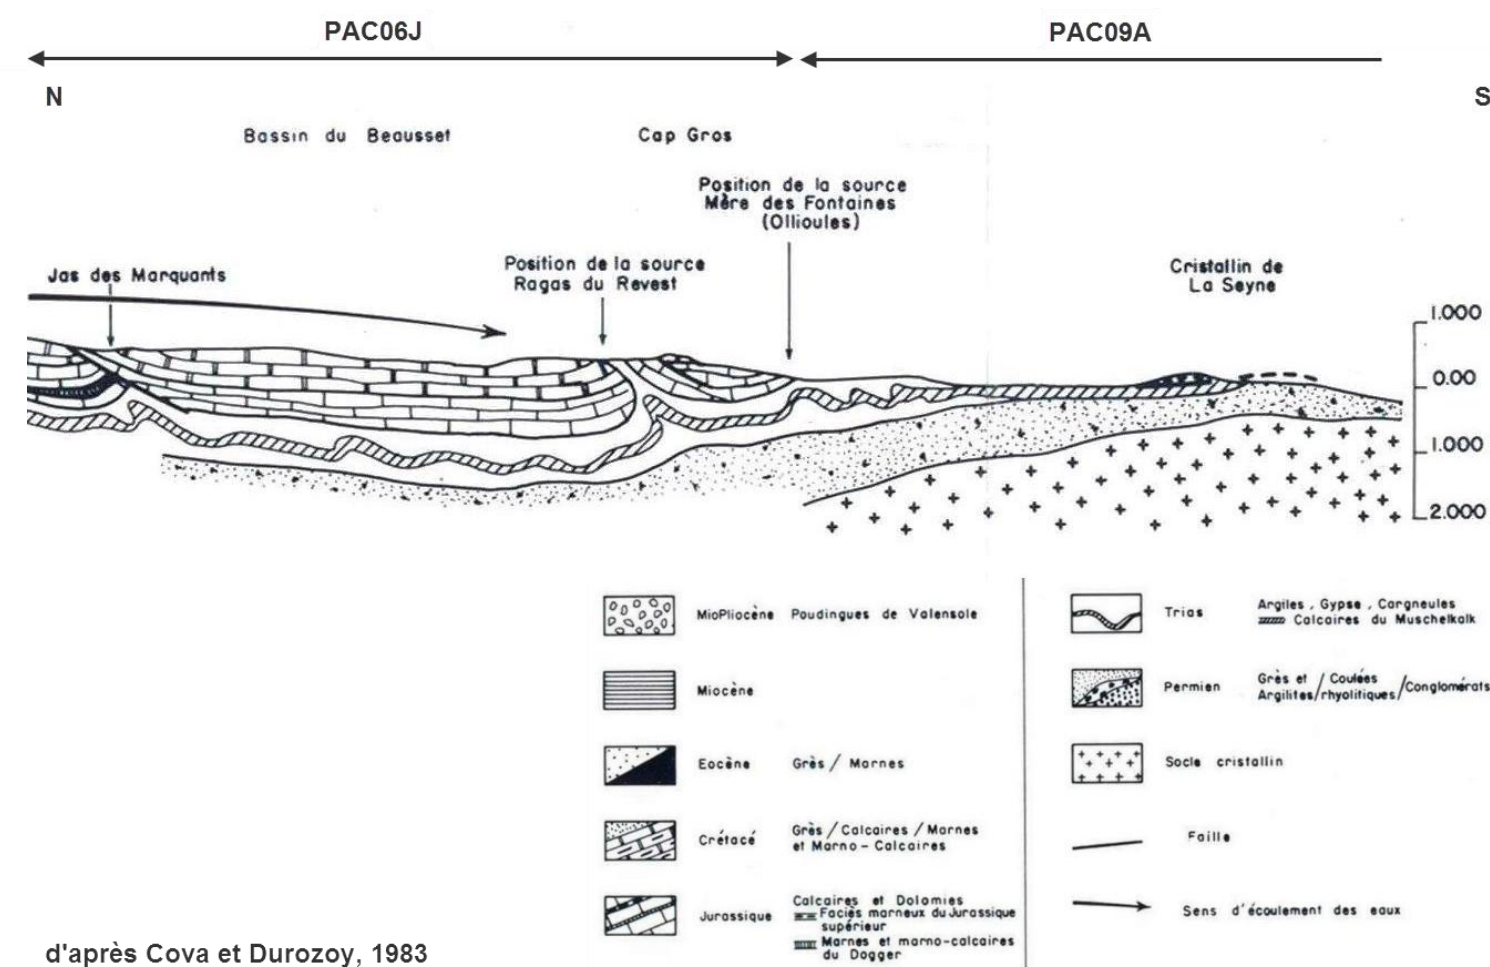 PAC06J
PAC09A
N
S
Bassin du Beausset
Cap Gros
Position de la source
Mère des Fontaines
(Ollioules)
Jas des Marquants
Position de la source
Ragas du Revest
Cristallin de
La Seyne
1.000
0.00
1.000
2.000
MioPliocène Poudingues de Valensole
Miocène
Eocène Grès / Marnes
Crétacé Grès / Calcaires / Marnes
et Marno - Calcaires
Jurassique Calcaires et Dolomies
Faciès marneux du Jurassique
supérieur
Marnes et marno-calcaires
du Dogger
Trias Argiles , Gypse , Cargneules
Calcaires du Muschelkalk
Permien Grès et / Coulées
Argilites/rhyolitiques/Conglomérats
Socle cristallin
Faille
Sens d'écoulement des eaux
d'après Cova et Durozoy, 1983